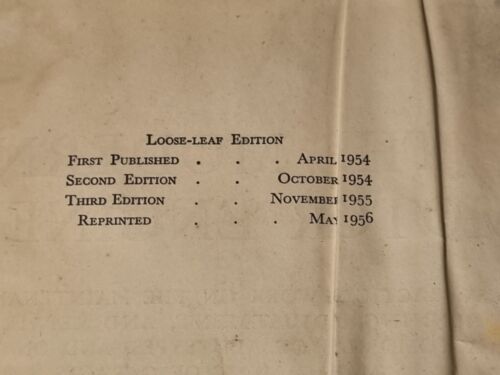 Loose-leaf Edition
First Published . . . April 1954
Second Edition . . October 1954
Third Edition . . November 1955
Reprinted . . . May 1956